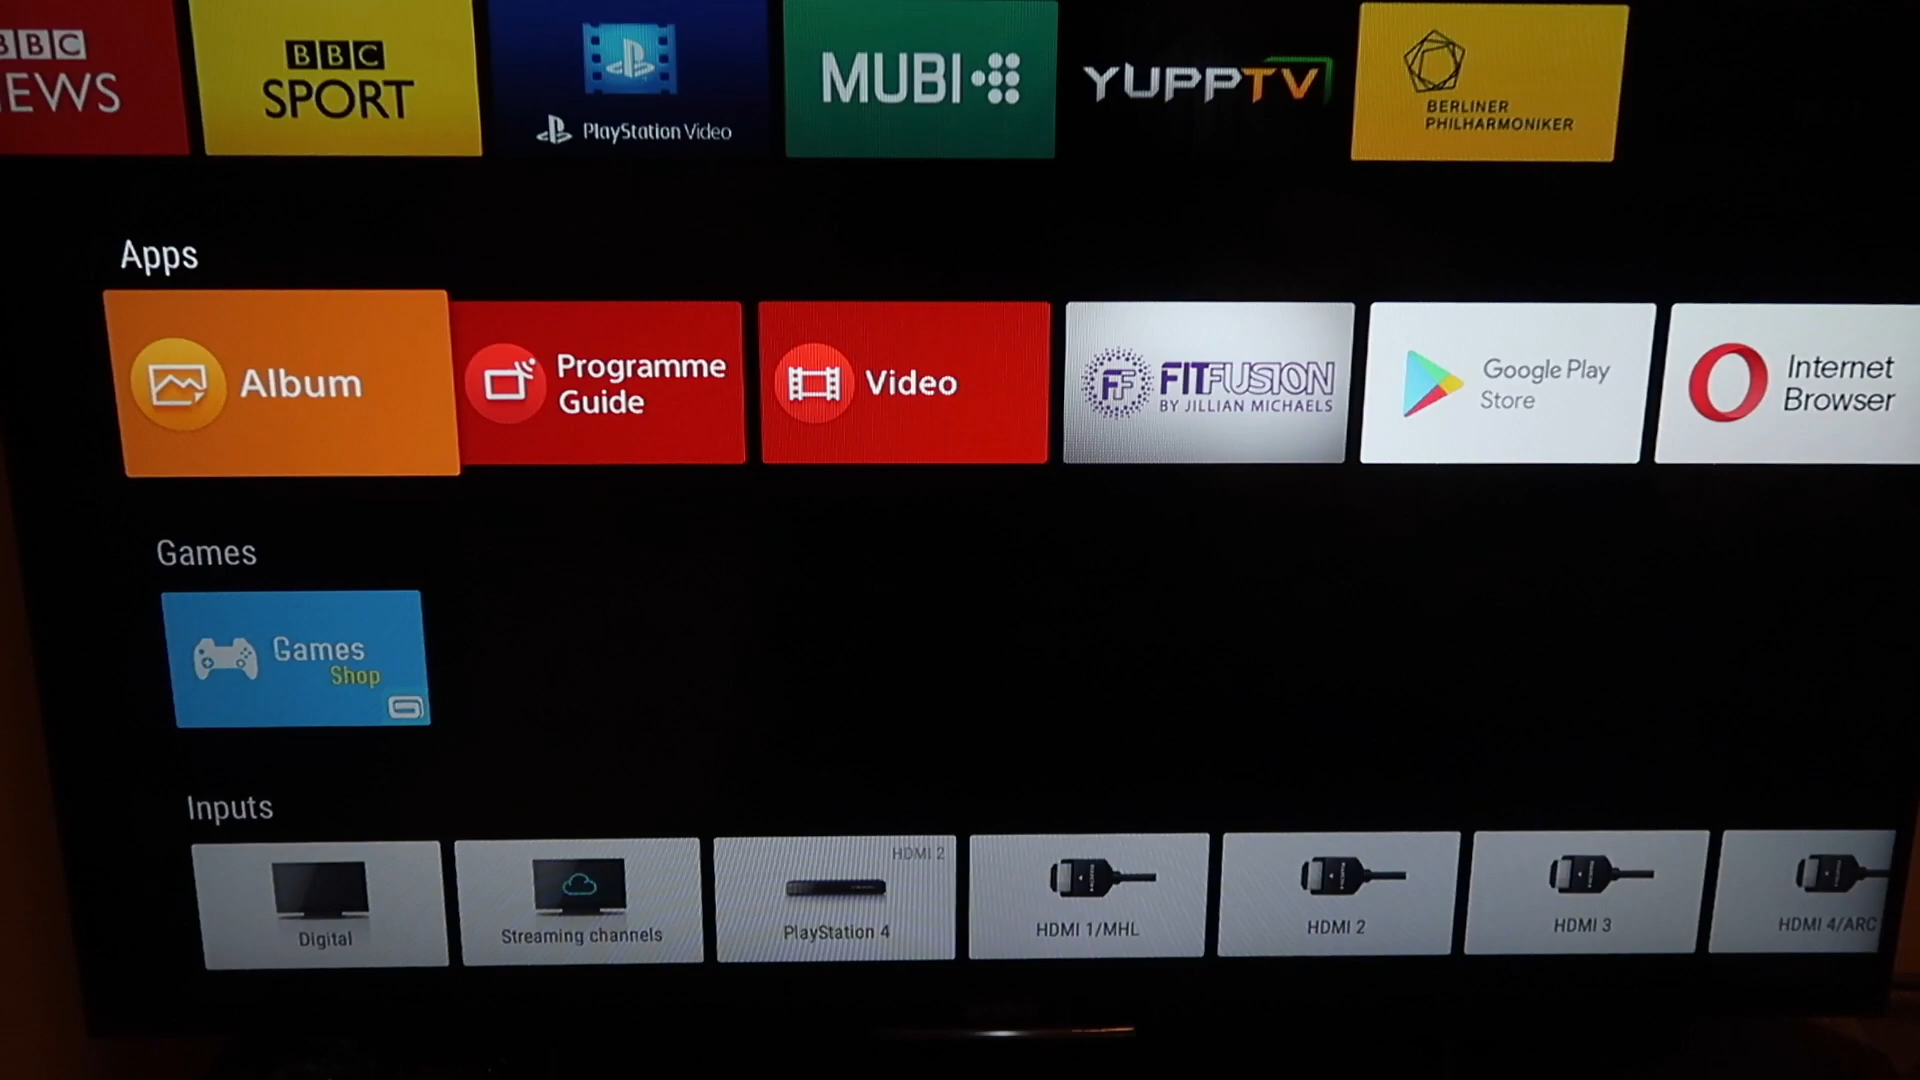 BBC
EWS
BBC
SPORT
PlayStation Video
MUBI
YUPPTV
BERLINER
PHILHARMONIKER
Apps
Album
Programme
Guide
Video
FF
FITFUSION
BY JILLIAN MICHAELS
Google Play
Store
Internet
Browser
Games
Games
Shop
Inputs
Digital
Streaming channels
HDMI 2
PlayStation 4
HDMI 1/MHL
HDMI 2
HDMI 3
HDMI 4/ARC